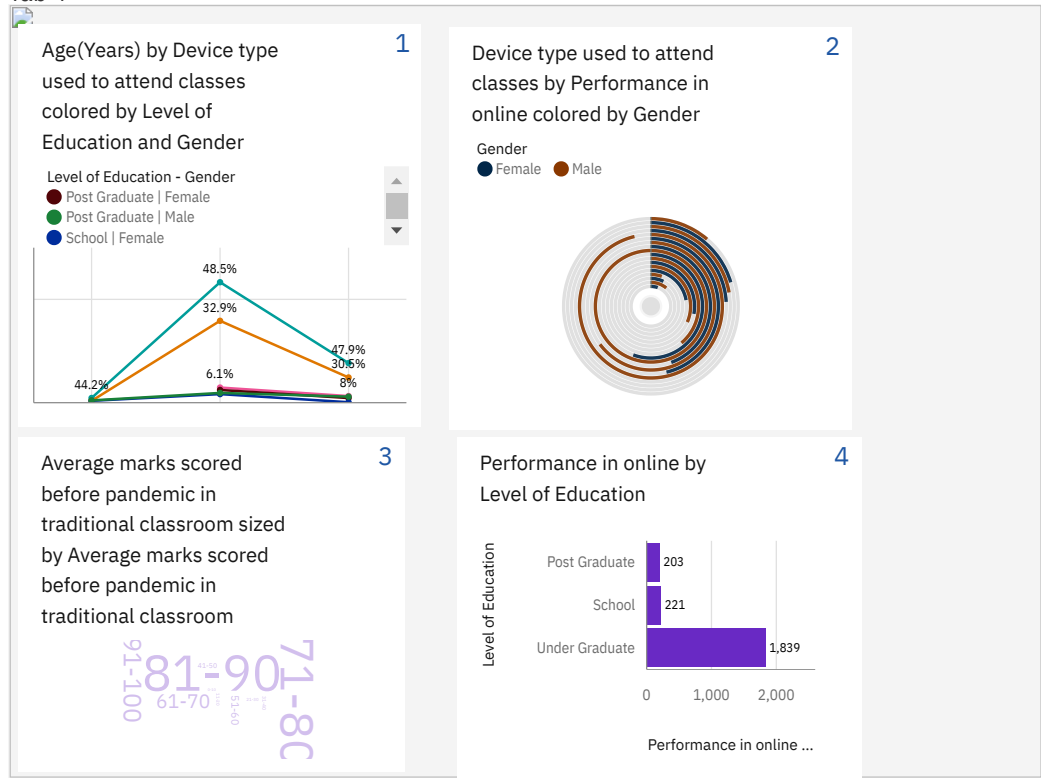 1
Age(Years) by Device type
used to attend classes
colored by Level of
Education and Gender
Level of Education - Gender
Post Graduate | Female
Post Graduate | Male
School | Female
48.5%
32.9%
47.9%
30.5%
6.1%
8%
44.2%
2
Device type used to attend
classes by Performance in
online colored by Gender
Gender
Female Male
3
Average marks scored
before pandemic in
traditional classroom sized
by Average marks scored
before pandemic in
traditional classroom
91-100
81-90
71-80
41-50
61-70
51-60
4
Performance in online by
Level of Education
Level of Education
Post Graduate 203
School 221
Under Graduate 1,839
0 1,000 2,000
Performance in online ...